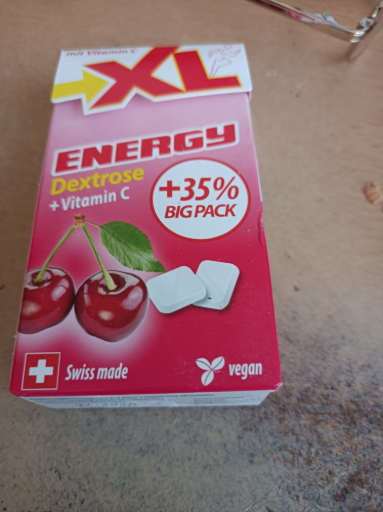 mit Vitamin C
XL
ENERGY
Dextrose
+Vitamin C
+35%
BIG PACK
Swiss made
vegan